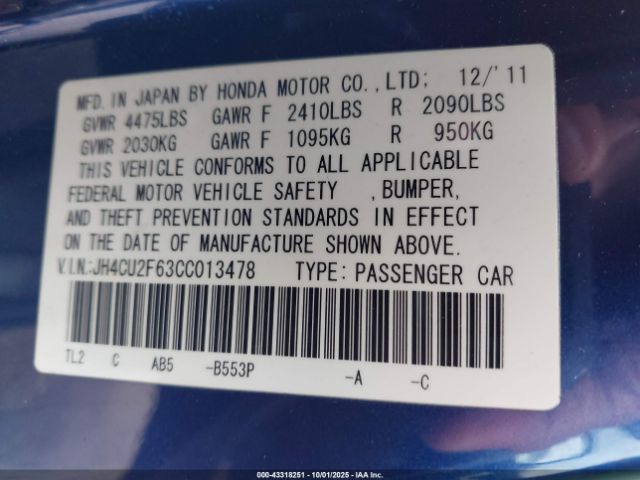 MFD. IN JAPAN BY HONDA MOTOR CO.,LTD; 12/'11
GVWR 4475LBS GAWR F 2410LBS R 2090LBS
GVWR 2030KG GAWR F 1095KG R 950KG
THIS VEHICLE CONFORMS TO ALL APPLICABLE
FEDERAL MOTOR VEHICLE SAFETY ,BUMPER,
AND THEFT PREVENTION STANDARDS IN EFFECT
ON THE DATE OF MANUFACTURE SHOWN ABOVE.
V.I.N.:JH4CU2F63CC013478 TYPE: PASSENGER CAR
TL2 C AB5 -B553P -A -C
000-43318251 - 10/01/2025 - IAA Inc.